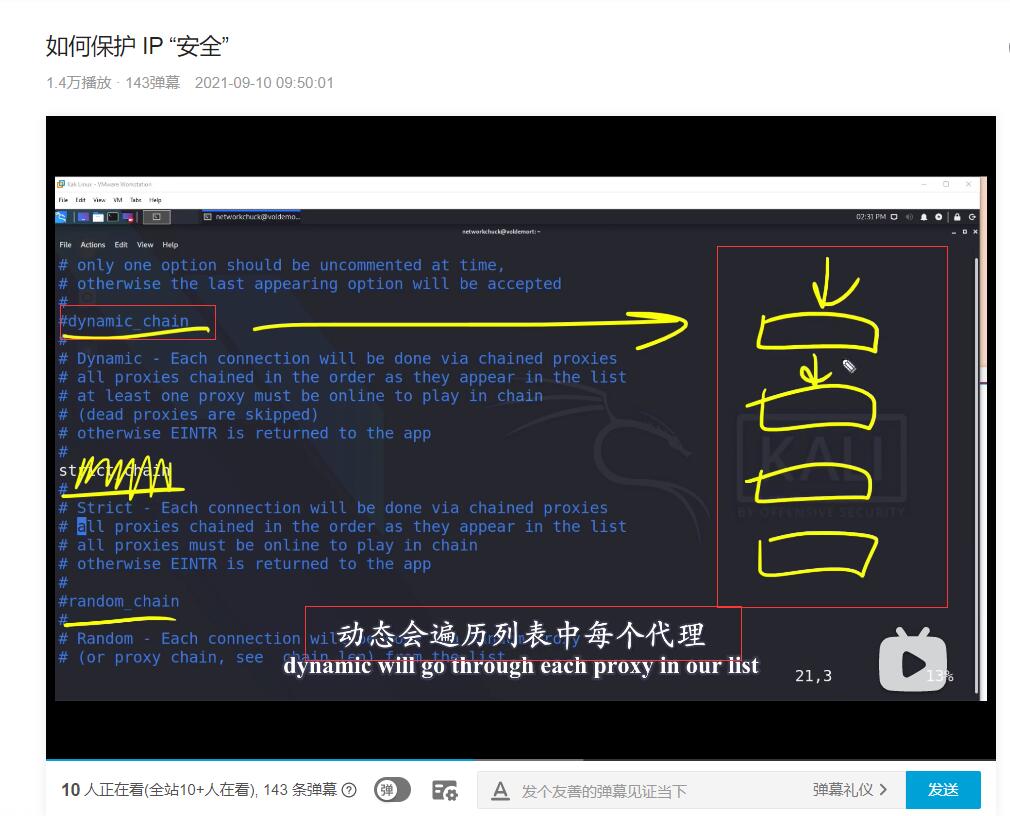 如何保护 IP “安全”
1.4万播放 · 143弹幕 2021-09-10 09:50:01
Kali Linux - VMware Workstation
File Edit View VM Tabs Help
networkchuck@voldemo... 02:31 PM
networkchuck@voldemort: ~
File Actions Edit View Help
# only one option should be uncommented at time,
# otherwise the last appearing option will be accepted
#
#dynamic_chain
#
# Dynamic - Each connection will be done via chained proxies
# all proxies chained in the order as they appear in the list
# at least one proxy must be online to play in chain
# (dead proxies are skipped)
# otherwise EINTR is returned to the app
#
strict_chain
#
# Strict - Each connection will be done via chained proxies
# all proxies chained in the order as they appear in the list
# all proxies must be online to play in chain
# otherwise EINTR is returned to the app
#
#random_chain
#
# Random - Each connection will
# (or proxy chain, see chain_len) from the list
KALI
BY OFFENSIVE SECURITY
动态会遍历列表中每个代理
dynamic will go through each proxy in our list
21,3 13%
10 人正在看(全站10+人在看), 143 条弹幕 弹 发个友善的弹幕见证当下 弹幕礼仪 发送